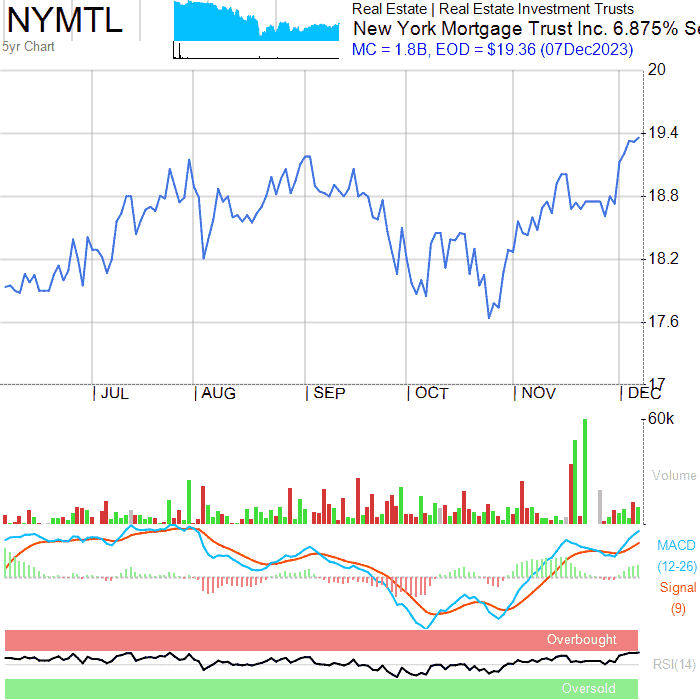 NYMTL
5yr Chart
Real Estate | Real Estate Investment Trusts
New York Mortgage Trust Inc. 6.875% Se
MC = 1.8B, EOD = $19.36 (07Dec2023)
20
19.4
18.8
18.2
17.6
17
JUL AUG SEP OCT NOV DEC
60k
Volume
MACD
(12-26)
Signal
(9)
Overbought
RSI(14)
Oversold